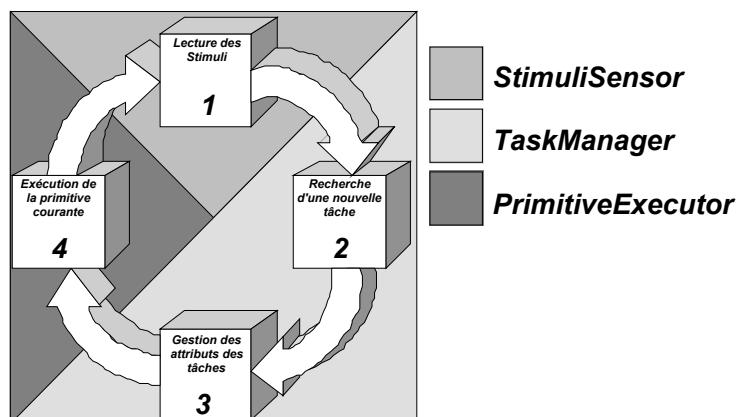 Lecture des
Stimuli
1
StimuliSensor
TaskManager
PrimitiveExecutor
Exécution de
la primitive
courante
4
Recherche
d'une nouvelle
tâche
2
Gestion des
attributs des
tâches
3